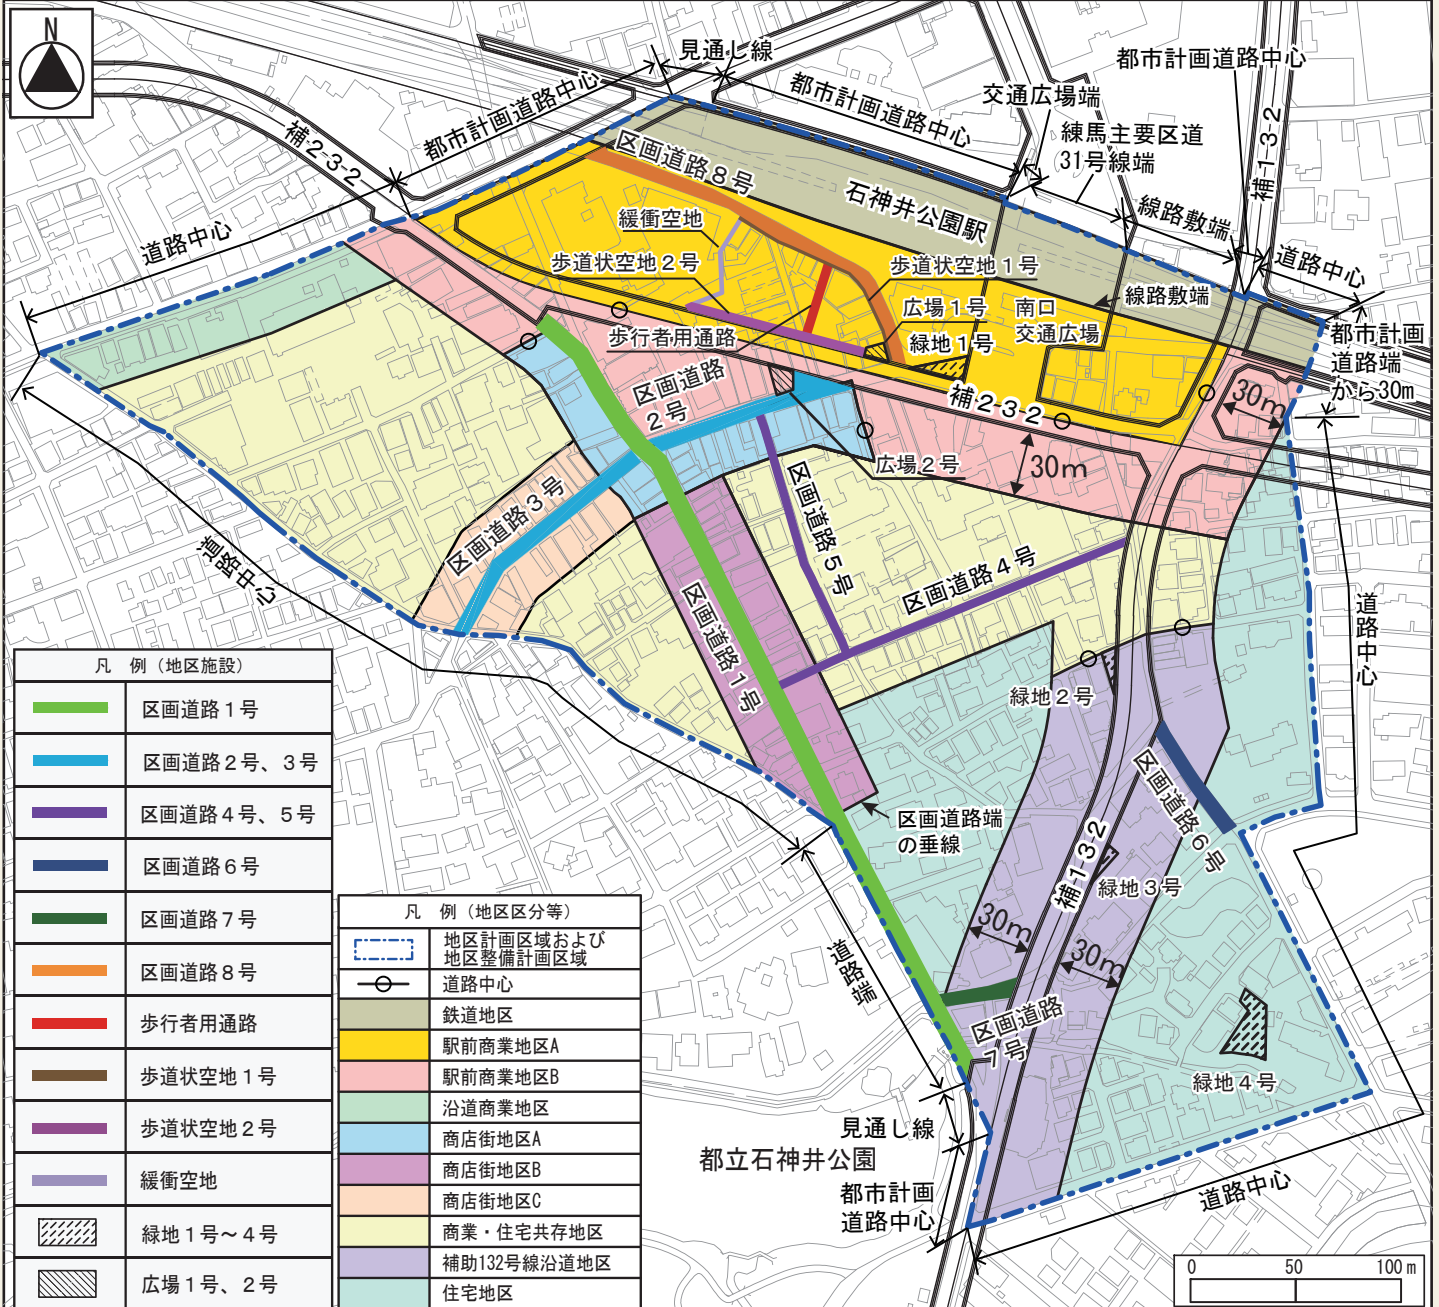 N
見通し線
都市計画道路中心
都市計画道路中心
交通広場端
都市計画道路中心
練馬主要区道
31号線端
補2-3-2
補1-3-2
区画道路8号
石神井公園駅
線路敷端
道路中心
緩衝空地
道路中心
歩道状空地2号
歩道状空地1号
線路敷端
広場1号
南口
交通広場
緑地1号
歩行者用通路
都市計画
道路端
から30m
区画道路
2号
補2-3-2
30m
広場2号
30m
区画道路3号
区画道路5号
道路中心
区画道路4号
区画道路1号
道路中心
緑地2号
区画道路6号
区画道路端
の垂線
補1-3-2
緑地3号
30m
30m
道路端
区画道路
7号
緑地4号
見通し線
都立石神井公園
都市計画
道路中心
道路中心
0 50 100m
凡 例（地区施設）
区画道路1号
区画道路2号、3号
区画道路4号、5号
区画道路6号
区画道路7号
区画道路8号
歩行者用通路
歩道状空地1号
歩道状空地2号
緩衝空地
緑地1号～4号
広場1号、2号
凡 例（地区区分等）
地区計画区域および
地区整備計画区域
道路中心
鉄道地区
駅前商業地区A
駅前商業地区B
沿道商業地区
商店街地区A
商店街地区B
商店街地区C
商業・住宅共存地区
補助132号線沿道地区
住宅地区